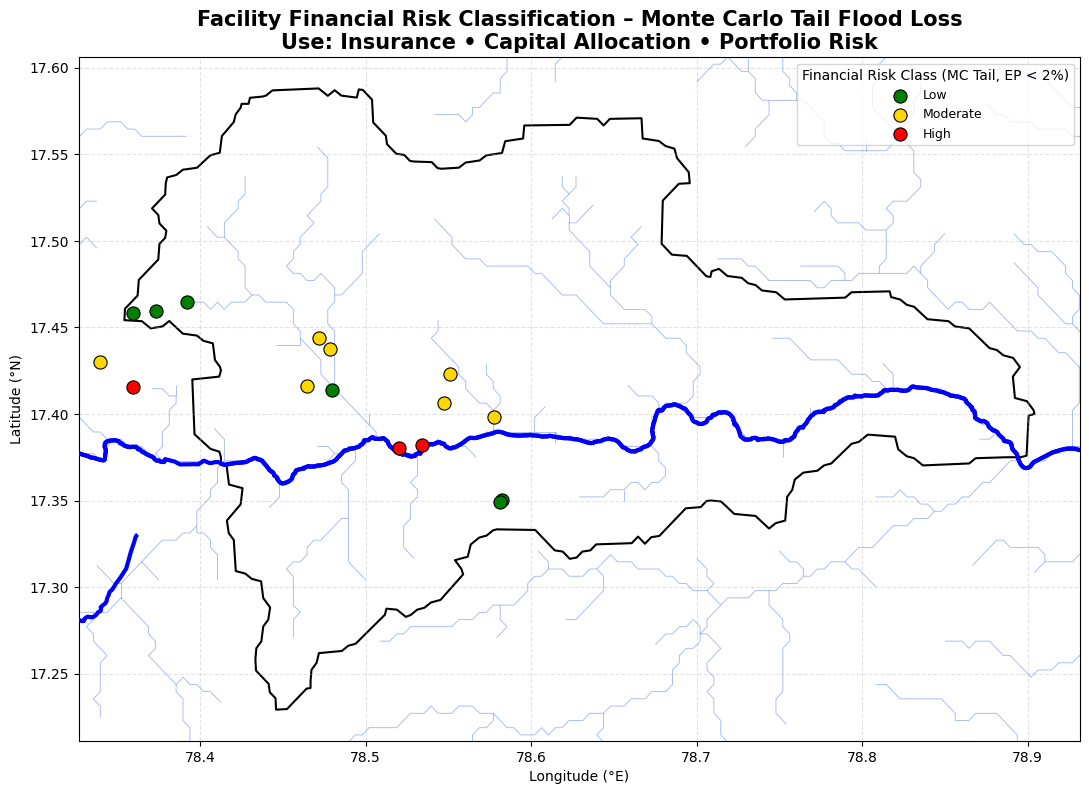 Facility Financial Risk Classification – Monte Carlo Tail Flood Loss
Use: Insurance • Capital Allocation • Portfolio Risk
Financial Risk Class (MC Tail, EP < 2%)
Low
Moderate
High
17.60
17.55
17.50
17.45
17.40
17.35
17.30
17.25
Latitude (°N)
78.4
78.5
78.6
78.7
78.8
78.9
Longitude (°E)